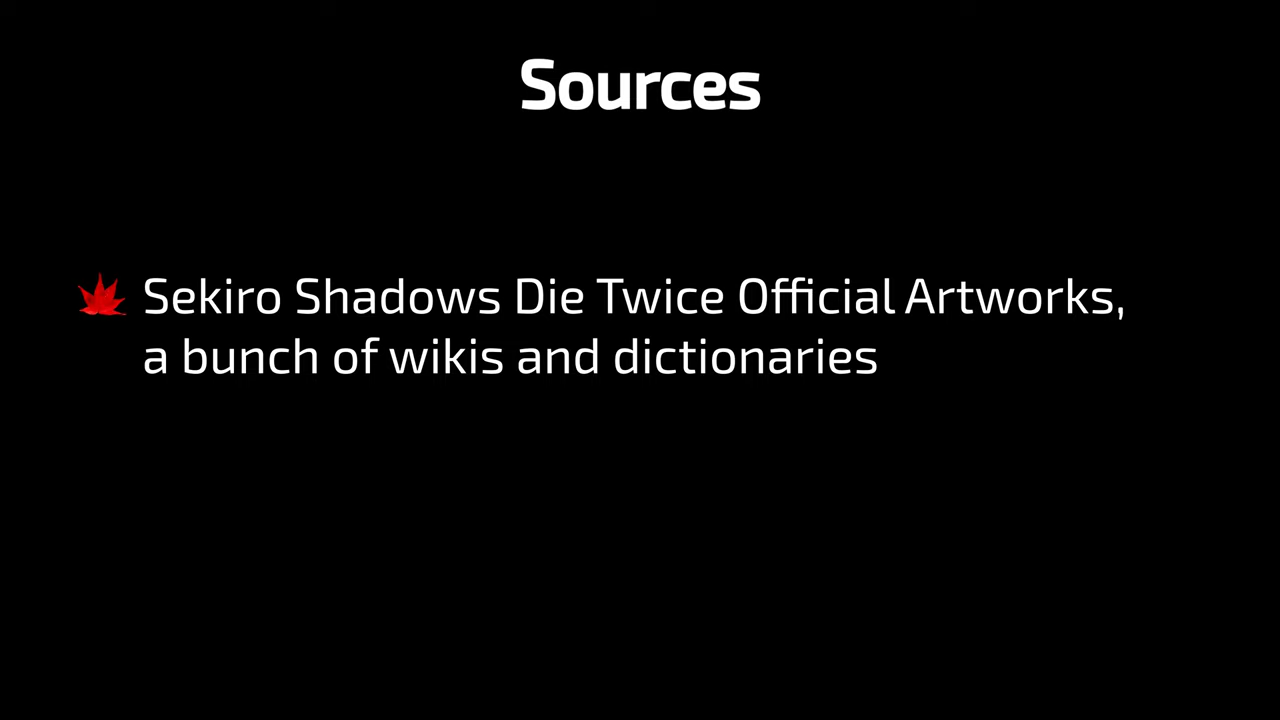 Sources
Sekiro Shadows Die Twice Official Artworks,
a bunch of wikis and dictionaries